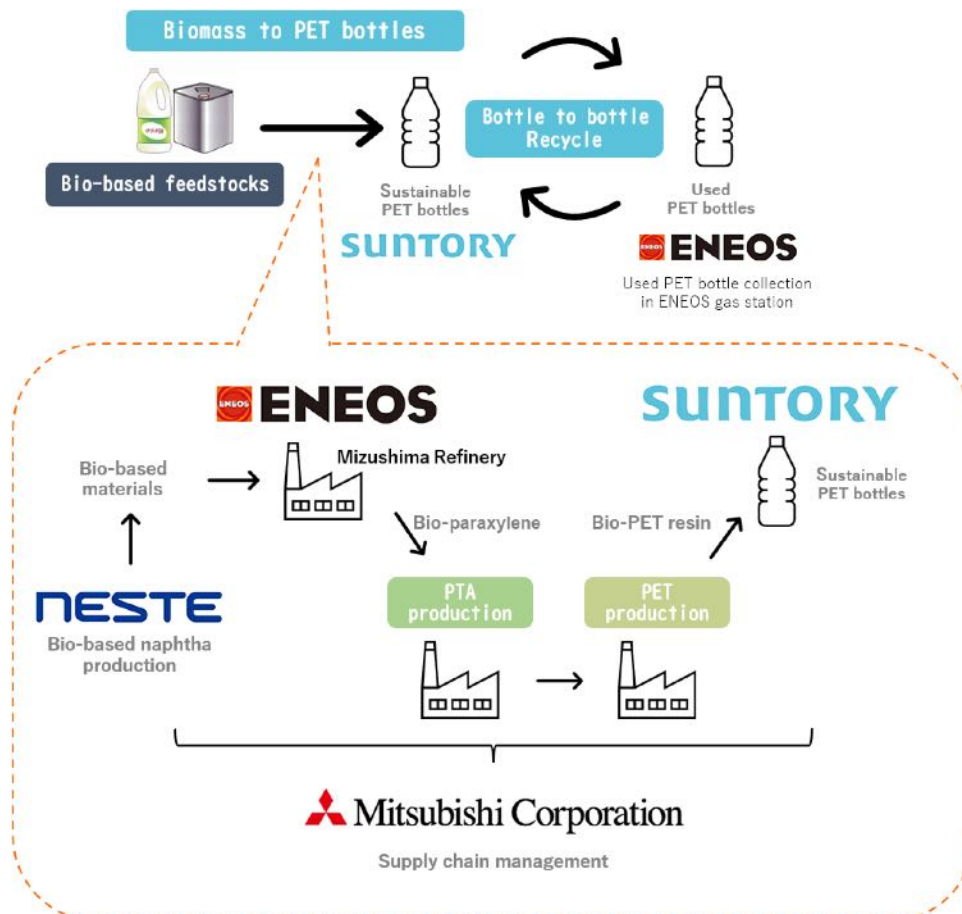 Biomass to PET bottles
Bio-based feedstocks
Bottle to bottle
Recycle
Sustainable
PET bottles
SUNTORY
Used
PET bottles
ENEOS ENEOS
Used PET bottle collection
in ENEOS gas station
ENEOS ENEOS
SUNTORY
Mizushima Refinery
Bio-based
materials
Sustainable
PET bottles
Bio-paraxylene
Bio-PET resin
PTA
production
PET
production
NESTE
Bio-based naphtha
production
Mitsubishi Corporation
Supply chain management